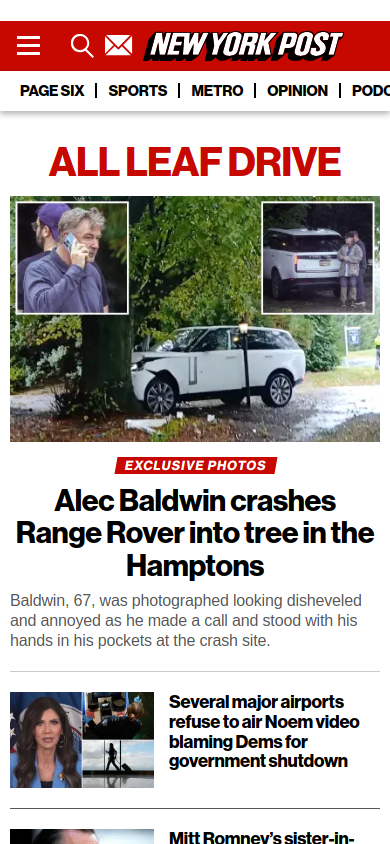 NEW YORK POST
PAGE SIX
SPORTS
METRO
OPINION
PODC
ALL LEAF DRIVE
EXCLUSIVE PHOTOS
Alec Baldwin crashes
Range Rover into tree in the
Hamptons
Baldwin, 67, was photographed looking disheveled
and annoyed as he made a call and stood with his
hands in his pockets at the crash site.
Several major airports
refuse to air Noem video
blaming Dems for
government shutdown
Mitt Romney's sister-in-